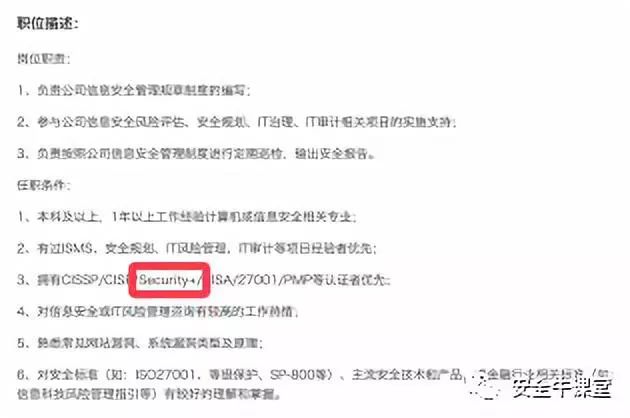 职位描述：
岗位职责：
1、负责公司信息安全管理规章制度的编写；
2、参与公司信息安全风险评估、安全规划、IT治理、IT审计相关项目的实施支持；
3、负责按照公司信息安全管理制度进行定期巡检，输出安全报告。
任职条件：
1、本科及以上，1年以上工作经验计算机或信息安全相关专业；
2、有过ISMS、安全规划、IT风险管理，IT审计等项目经验者优先；
3、拥有CISSP/CIS Security+/ ISA/27001/PMP等认证者优先；
4、对信息安全或IT风险管理咨询有较高的工作热情；
5、熟悉常见网站漏洞、系统漏洞类型及原理；
6、对安全标准（如：ISO27001，等级保护、SP-800等）、主流安全技术和产品、金融行业相关标准
信息科技风险管理指引等）有较好的理解和掌握。
安全牛课堂